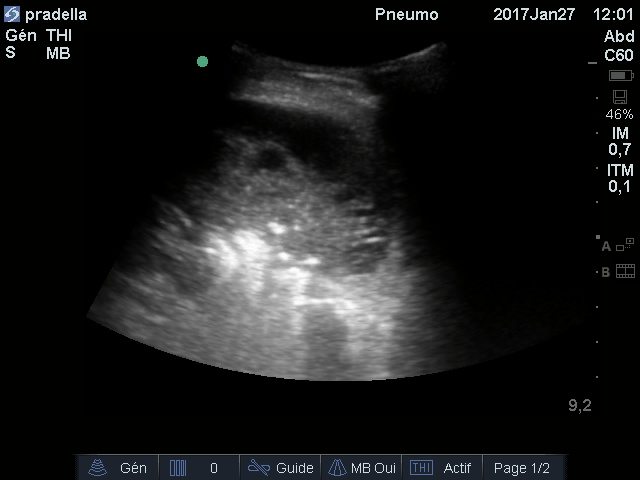 pradella Pneumo 2017Jan27 12:01
Gén THI
S MB
Abd
C60
46%
IM
0,7
ITM
0,1
A
B
9,2
Gén 0 Guide MB Oui THI Actif Page 1/2